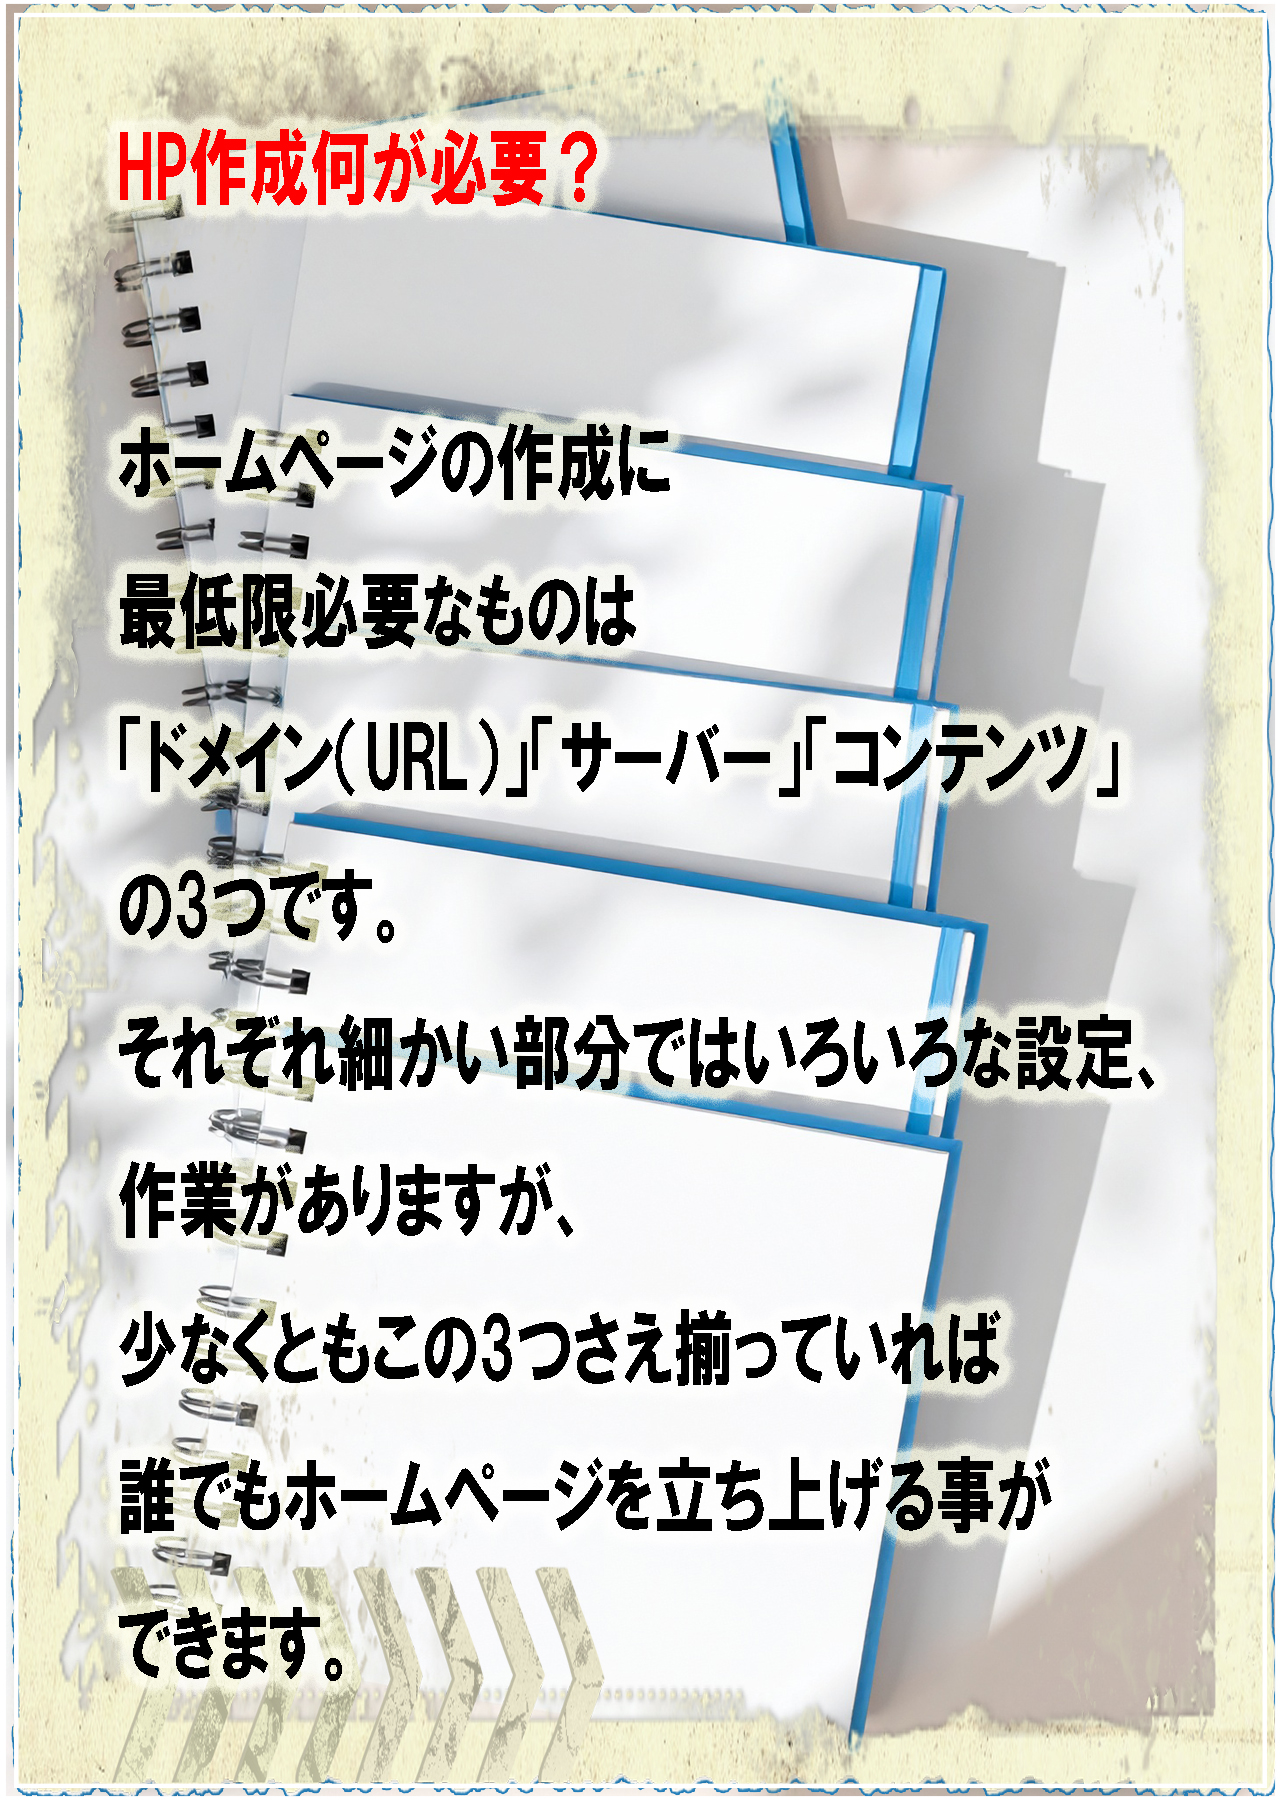 HP作成何が必要？
ホームページの作成に
最低限必要なものは
「ドメイン（URL）」「サーバー」「コンテンツ」
の3つです。
それぞれ細かい部分ではいろいろな設定、
作業がありますが、
少なくともこの3つさえ揃っていれば
誰でもホームページを立ち上げる事が
できます。